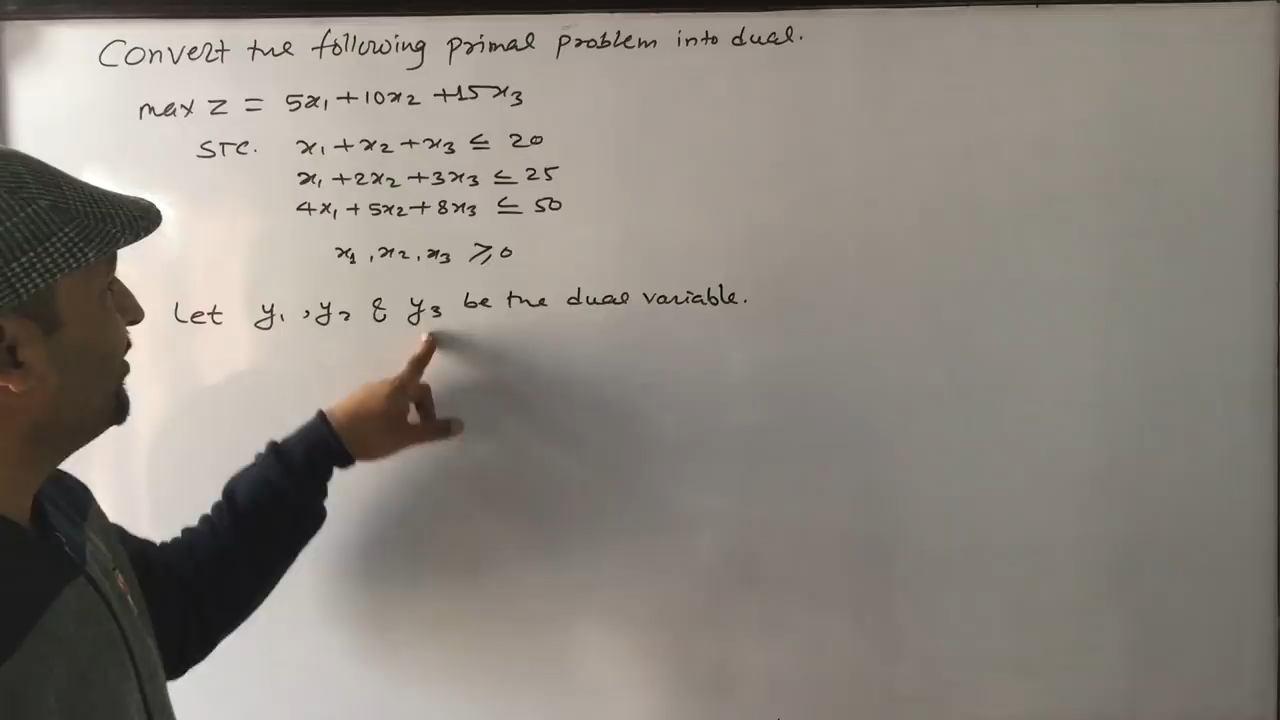 Convert the following primal problem into dual.
max Z = 5x₁ + 10x₂ + 15x₃
STC. x₁ + x₂ + x₃ ≤ 20
x₁ + 2x₂ + 3x₃ ≤ 25
4x₁ + 5x₂ + 8x₃ ≤ 50
x₁, x₂, x₃ ⩾ 0
Let y₁, y₂ & y₃ be the dual variable.